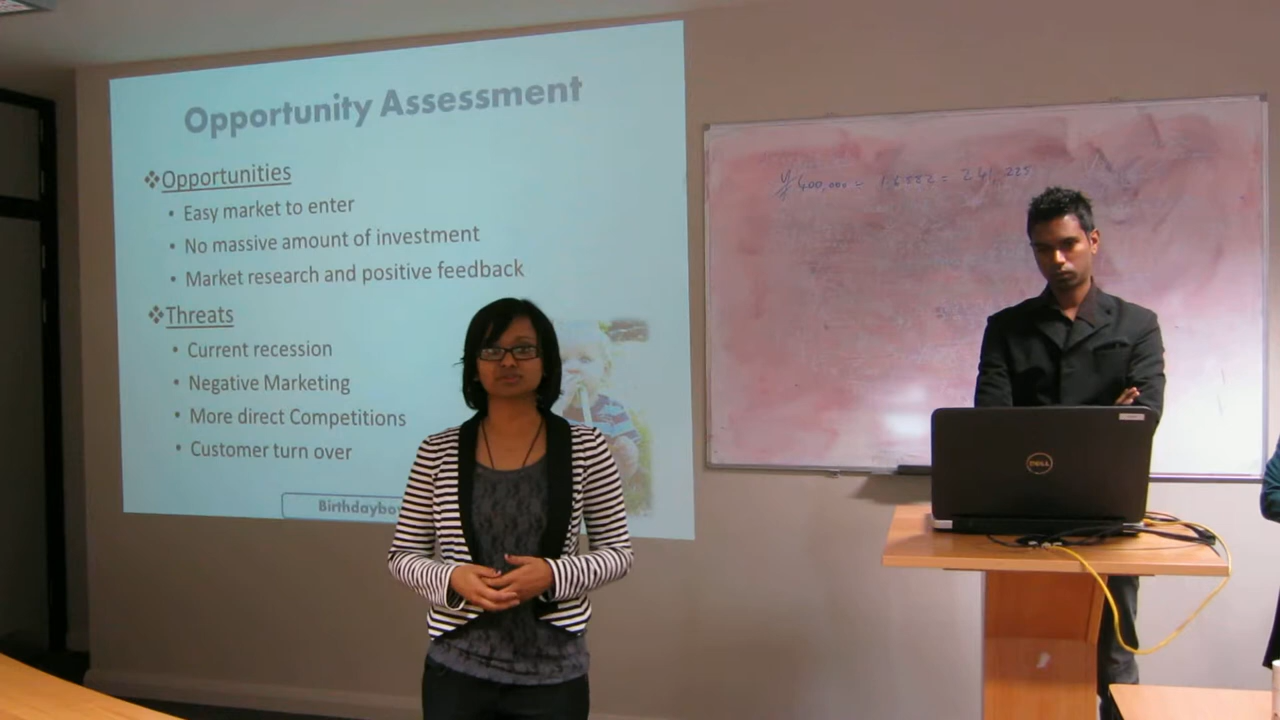 Opportunity Assessment
❖Opportunities
• Easy market to enter
• No massive amount of investment
• Market research and positive feedback
❖Threats
• Current recession
• Negative Marketing
• More direct Competitions
• Customer turn over
DELL